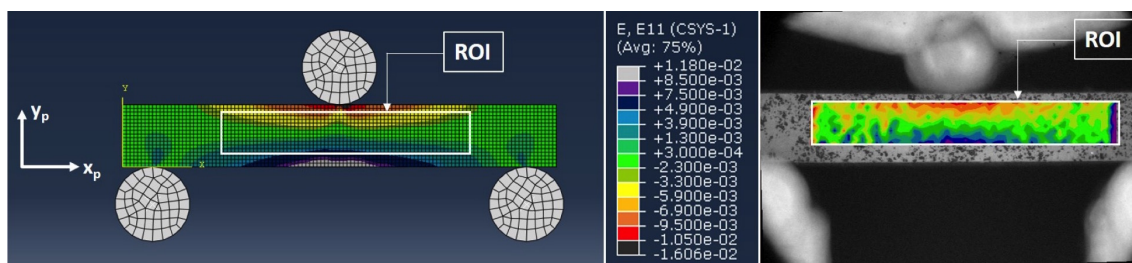 ROI
Y
X
yₚ
xₚ
E, E11 (CSYS-1)
(Avg: 75%)
+1.180e-02
+8.500e-03
+7.500e-03
+4.900e-03
+3.900e-03
+1.300e-03
+3.000e-04
-2.300e-03
-3.300e-03
-5.900e-03
-6.900e-03
-9.500e-03
-1.050e-02
-1.606e-02
ROI